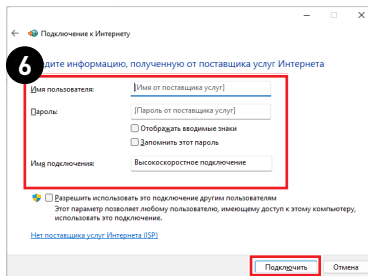 Подключение к Интернету
6
дите информацию, полученную от поставщика услуг Интернета
Имя пользователя:
[Имя от поставщика услуг]
Пароль:
[Пароль от поставщика услуг]
Отображать вводимые знаки
Запомнить этот пароль
Имя подключения:
Высокоскоростное подключение
Разрешить использовать это подключение другим пользователям
Этот параметр позволяет любому пользователю, имеющему доступ к этому компьютеру,
использовать это подключение.
Нет поставщика услуг Интернета (ISP)
Подключить
Отмена